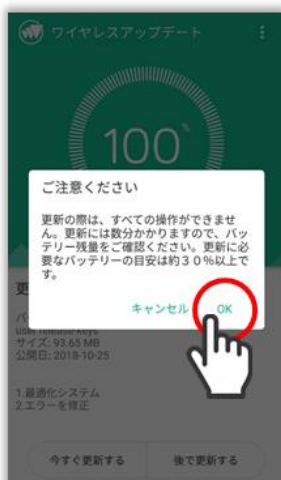 ワイヤレスアップデート
100%
ご注意ください
更新の際は、すべての操作ができませ
ん。更新には数分かかりますので、バッ
テリー残量をご確認ください。更新に必
要なバッテリーの目安は約３０％以上で
す。
キャンセル OK
更
user release-keys
サイズ: 93.65 MB
公開日: 2018-10-25
1.最適化システム
2.エラーを修正
今すぐ更新する 後で更新する